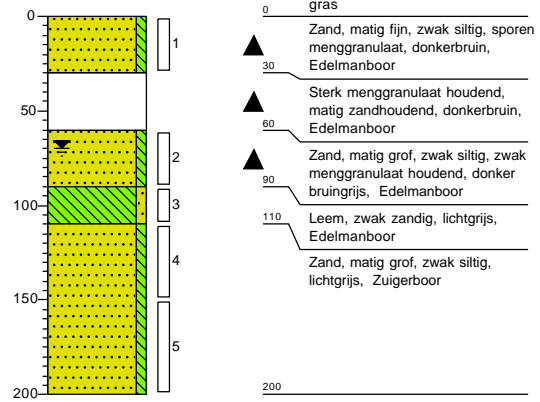 gras
0
0
Zand, matig fijn, zwak siltig, sporen
menggranulaat, donkerbruin,
Edelmanboor
1
30
Sterk menggranulaat houdend,
matig zandhoudend, donkerbruin,
Edelmanboor
50
60
Zand, matig grof, zwak siltig, zwak
menggranulaat houdend, donker
bruingrijs, Edelmanboor
2
90
100
3
Leem, zwak zandig, lichtgrijs,
Edelmanboor
110
Zand, matig grof, zwak siltig,
lichtgrijs, Zuigerboor
4
150
5
200
200